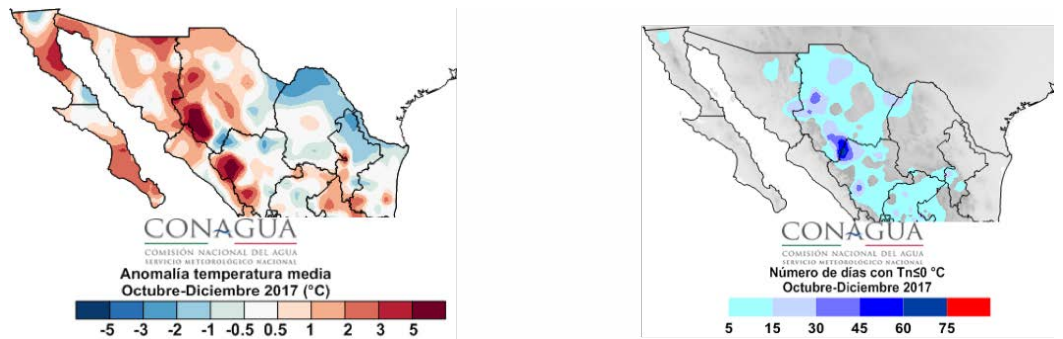 CONAGUA
COMISIÓN NACIONAL DEL AGUA
SERVICIO METEOROLÓGICO NACIONAL
Anomalía temperatura media
Octubre-Diciembre 2017 (°C)
-5 -3 -2 -1 -0.5 0.5 1 2 3 5
CONAGUA
COMISIÓN NACIONAL DEL AGUA
SERVICIO METEOROLÓGICO NACIONAL
Número de días con Tn≤0 °C
Octubre-Diciembre 2017
5 15 30 45 60 75